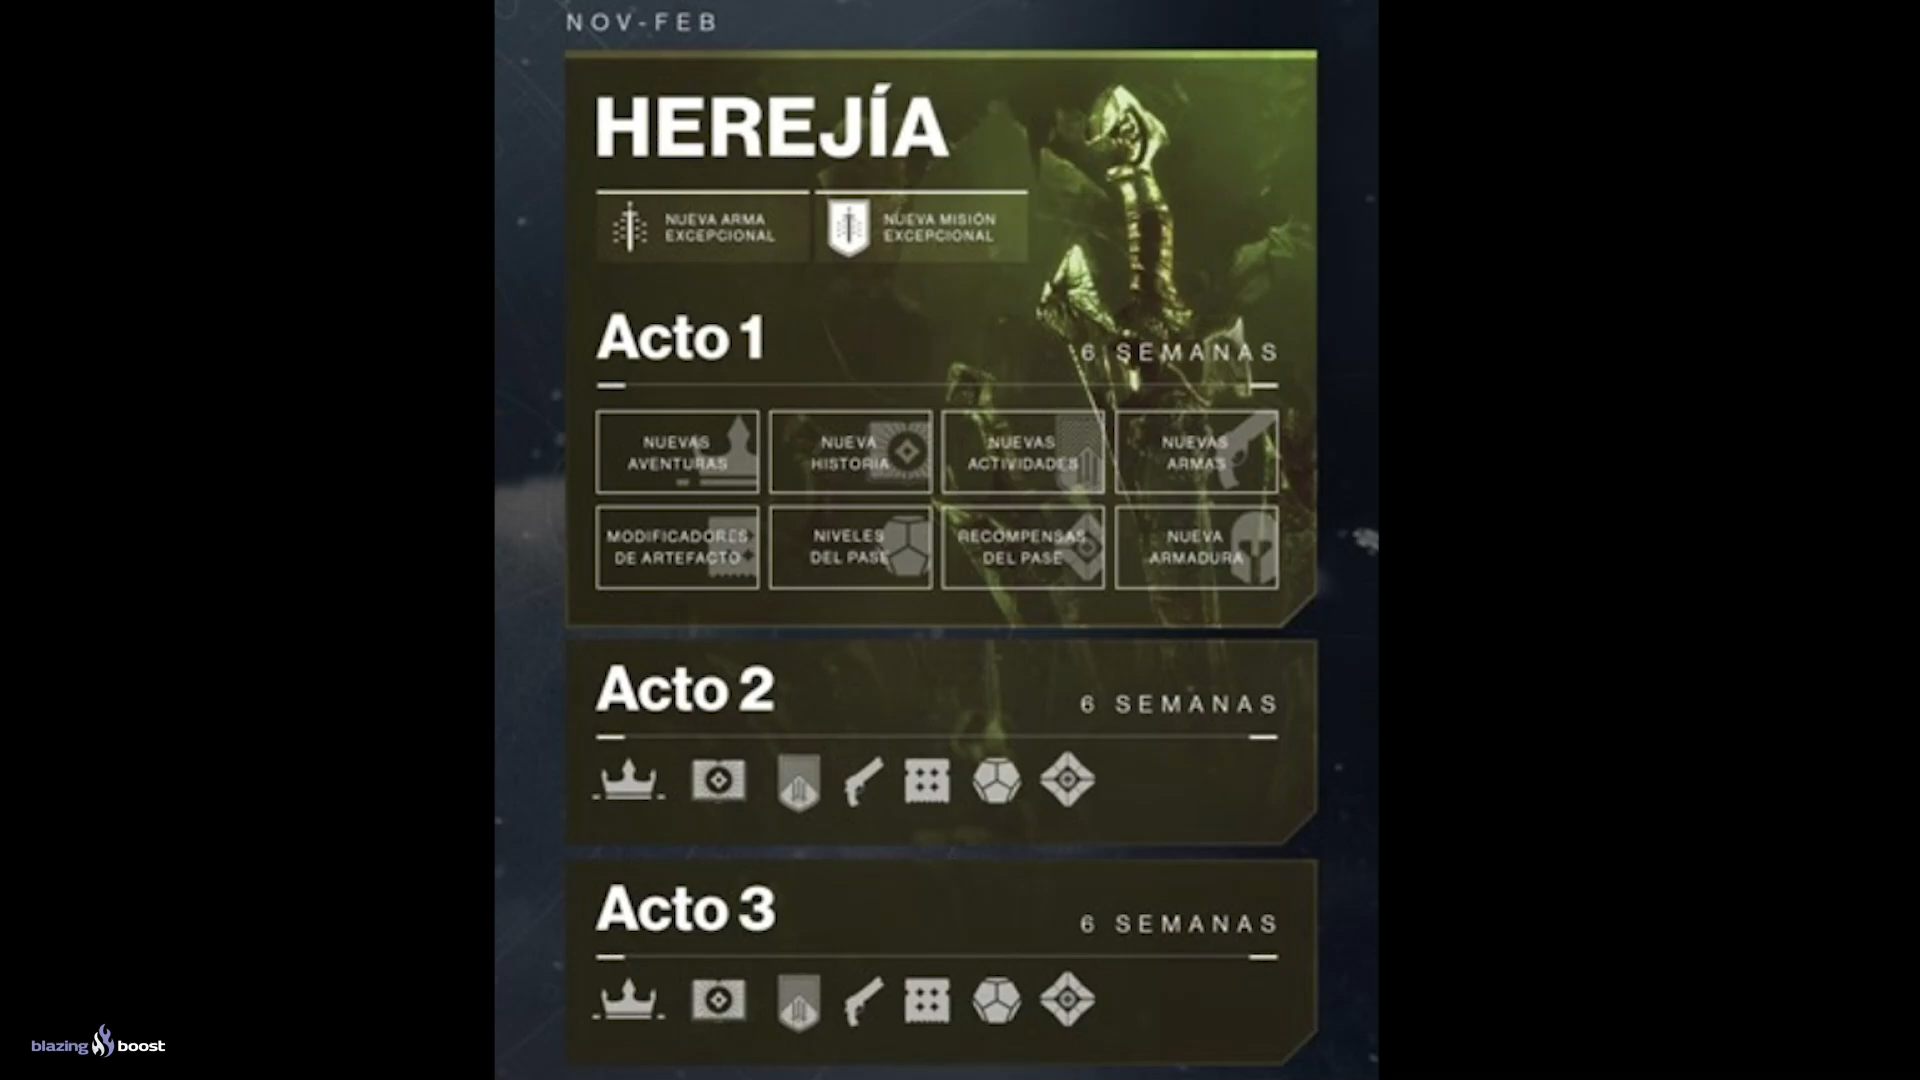 NOV-FEB
HEREJÍA
NUEVA ARMA
EXCEPCIONAL
NUEVA MISIÓN
EXCEPCIONAL
Acto 1
6 SEMANAS
NUEVAS
AVENTURAS
NUEVA
HISTORIA
NUEVAS
ACTIVIDADES
NUEVAS
ARMAS
MODIFICADORES
DE ARTEFACTO
NIVELES
DEL PASE
RECOMPENSAS
DEL PASE
NUEVA
ARMADURA
Acto 2
6 SEMANAS
Acto 3
6 SEMANAS
blazing boost